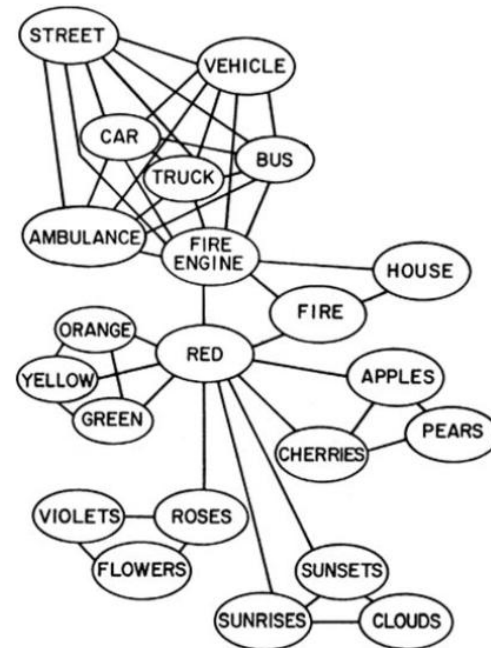 STREET
VEHICLE
CAR
BUS
TRUCK
AMBULANCE
FIRE
ENGINE
HOUSE
FIRE
ORANGE
RED
YELLOW
APPLES
GREEN
PEARS
CHERRIES
VIOLETS
ROSES
FLOWERS
SUNSETS
SUNRISES
CLOUDS